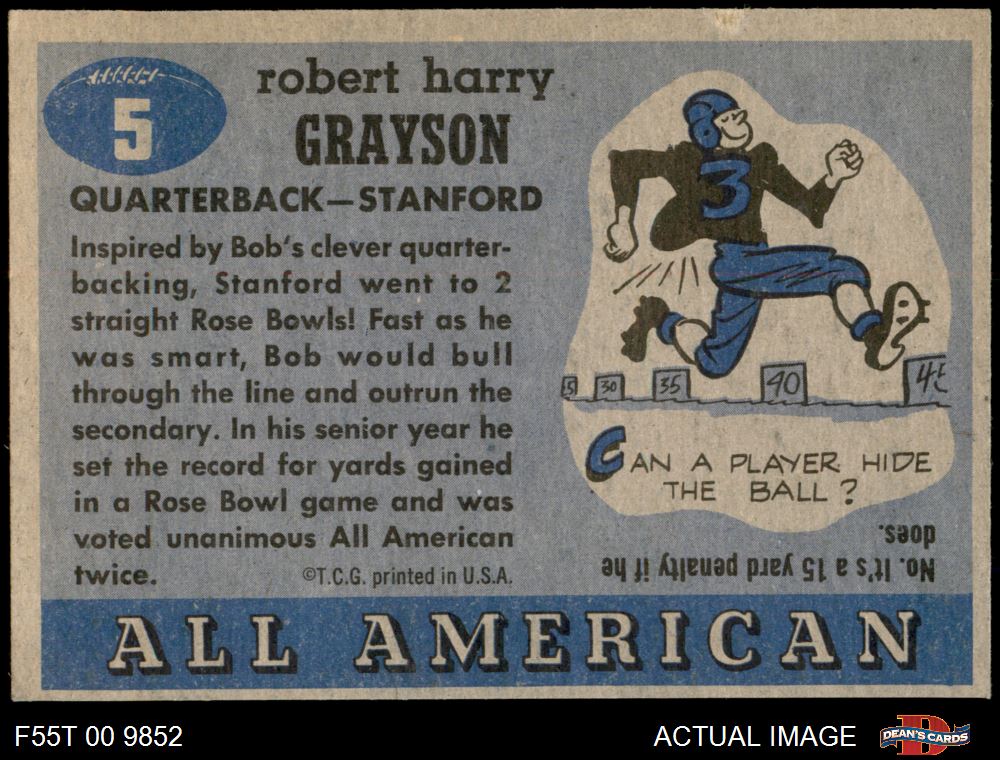 5
robert harry
GRAYSON
QUARTERBACK—STANFORD
Inspired by Bob's clever quarter-
backing, Stanford went to 2
straight Rose Bowls! Fast as he
was smart, Bob would bull
through the line and outrun the
secondary. In his senior year he
set the record for yards gained
in a Rose Bowl game and was
voted unanimous All American
twice.
©T.C.G. printed in U.S.A.
3
5 30 35 40 45
CAN A PLAYER HIDE
THE BALL?
No. It's a 15 yard penalty if he
does.
ALL AMERICAN
F55T 00 9852
ACTUAL IMAGE
D
DEAN'S CARDS